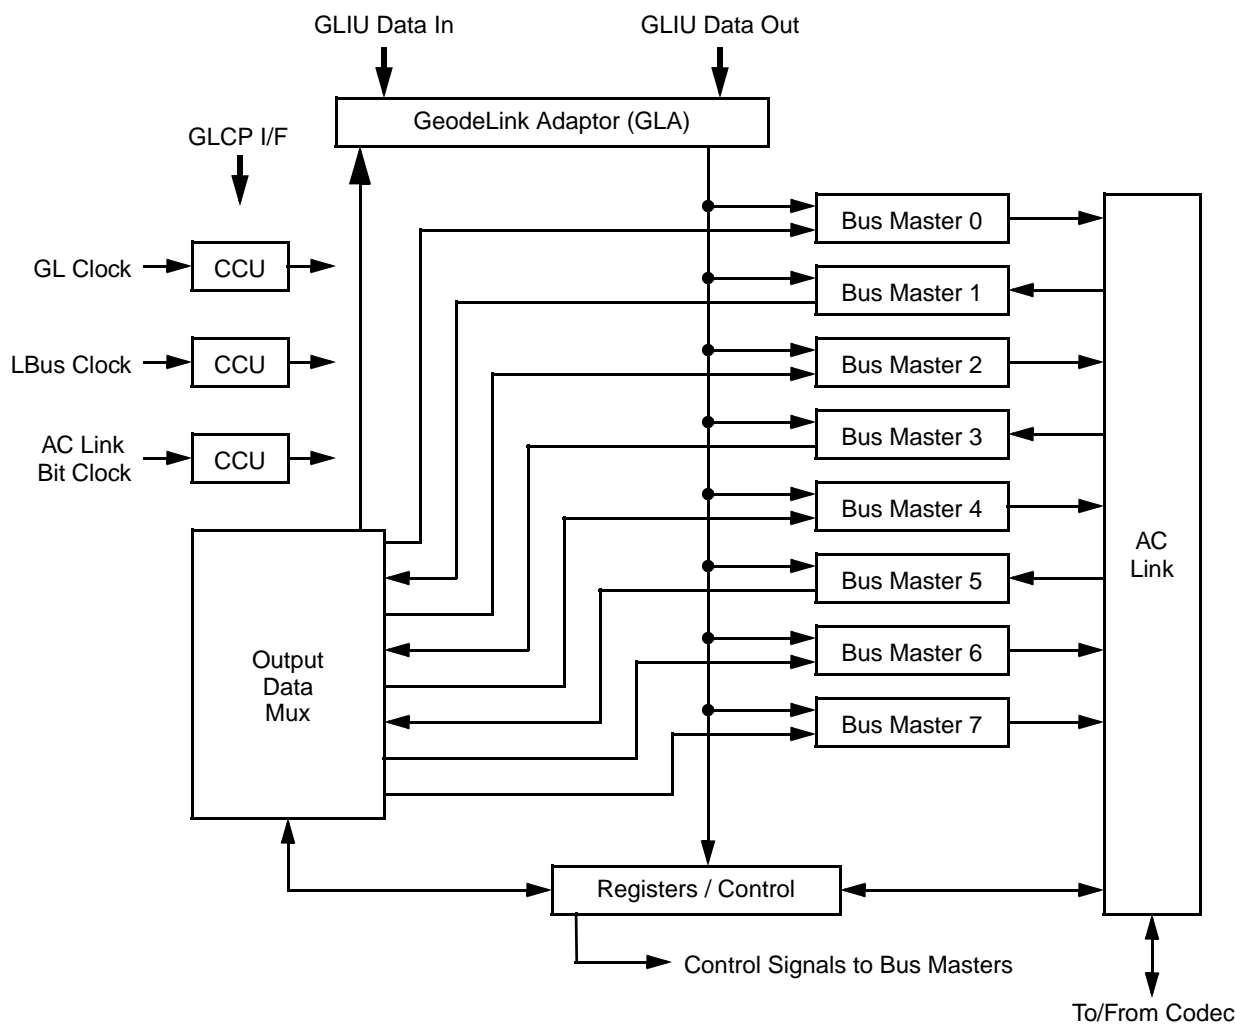 GLIU Data In
GLIU Data Out
GeodeLink Adaptor (GLA)
GLCP I/F
GL Clock
CCU
LBus Clock
CCU
AC Link
Bit Clock
CCU
Bus Master 0
Bus Master 1
Bus Master 2
Bus Master 3
Bus Master 4
Bus Master 5
Bus Master 6
Bus Master 7
AC
Link
Output
Data
Mux
Registers / Control
Control Signals to Bus Masters
To/From Codec